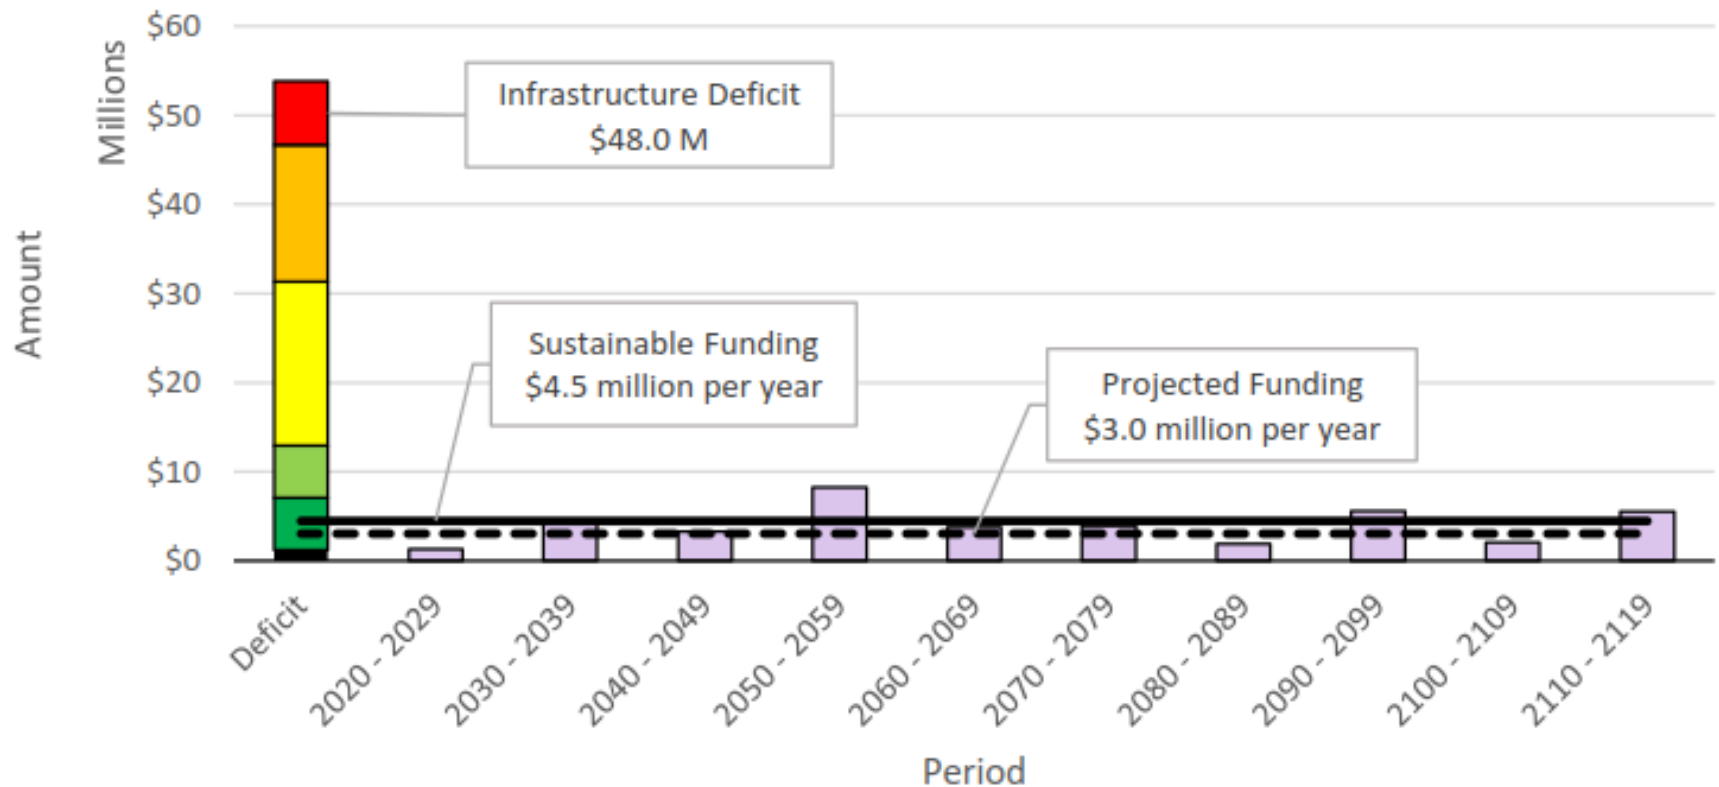 $60
$50
$40
$30
$20
$10
$0
Millions
Amount
Infrastructure Deficit
$48.0 M
Sustainable Funding
$4.5 million per year
Projected Funding
$3.0 million per year
Deficit
2020 - 2029
2030 - 2039
2040 - 2049
2050 - 2059
2060 - 2069
2070 - 2079
2080 - 2089
2090 - 2099
2100 - 2109
2110 - 2119
Period